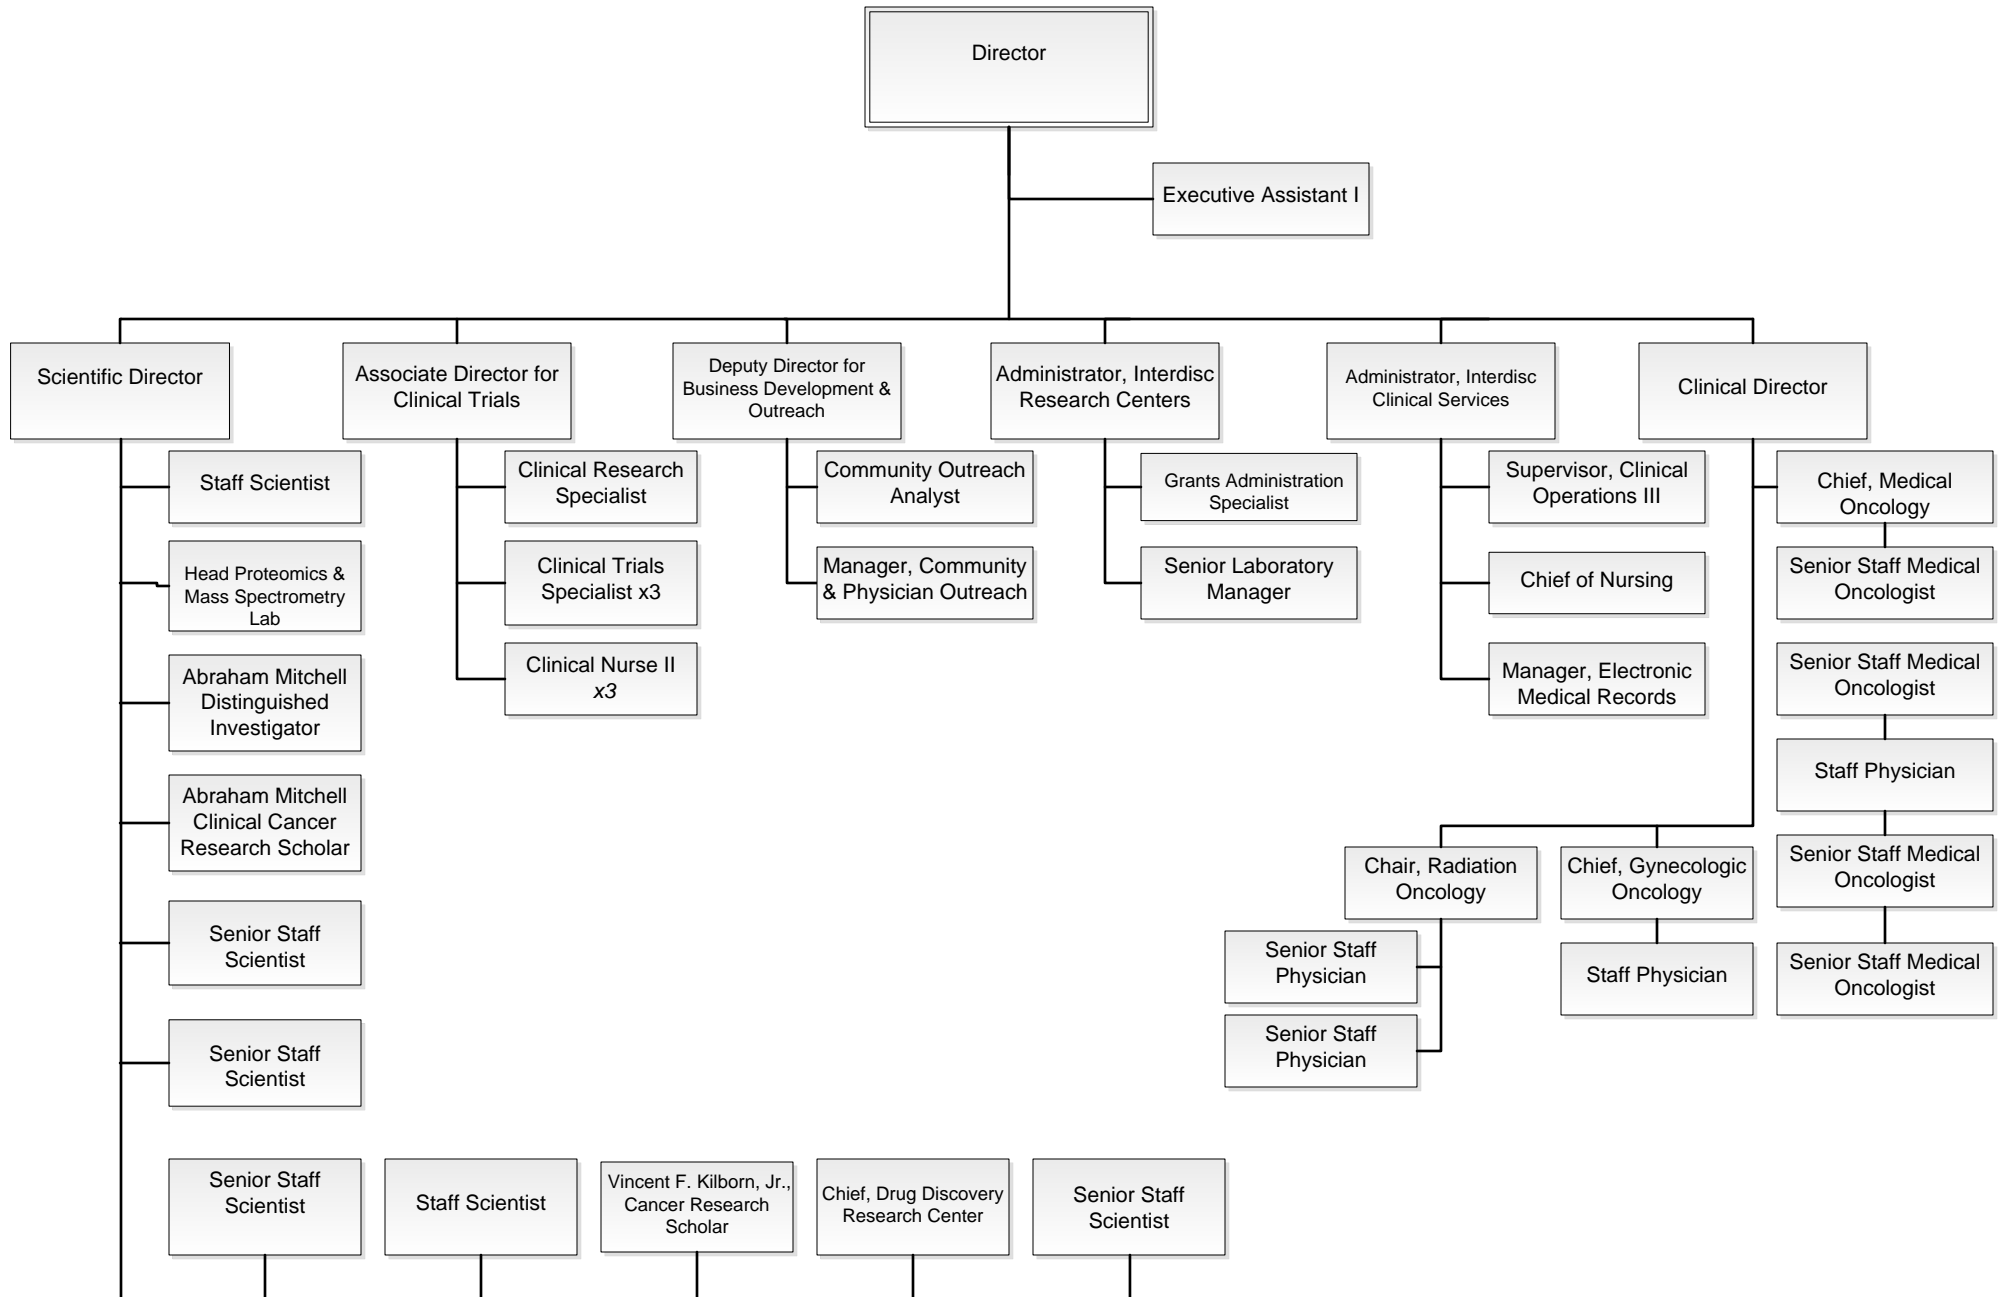 Director
Executive Assistant I
Scientific Director
Associate Director for
Clinical Trials
Deputy Director for
Business Development &
Outreach
Administrator, Interdisc
Research Centers
Administrator, Interdisc
Clinical Services
Clinical Director
Staff Scientist
Head Proteomics &
Mass Spectrometry
Lab
Abraham Mitchell
Distinguished
Investigator
Abraham Mitchell
Clinical Cancer
Research Scholar
Senior Staff
Scientist
Senior Staff
Scientist
Clinical Research
Specialist
Clinical Trials
Specialist x3
Clinical Nurse II
x3
Community Outreach
Analyst
Manager, Community
& Physician Outreach
Grants Administration
Specialist
Senior Laboratory
Manager
Supervisor, Clinical
Operations III
Chief of Nursing
Manager, Electronic
Medical Records
Chief, Medical
Oncology
Senior Staff Medical
Oncologist
Senior Staff Medical
Oncologist
Staff Physician
Senior Staff Medical
Oncologist
Senior Staff Medical
Oncologist
Chair, Radiation
Oncology
Senior Staff
Physician
Senior Staff
Physician
Chief, Gynecologic
Oncology
Staff Physician
Senior Staff
Scientist
Staff Scientist
Vincent F. Kilborn, Jr.,
Cancer Research
Scholar
Chief, Drug Discovery
Research Center
Senior Staff
Scientist